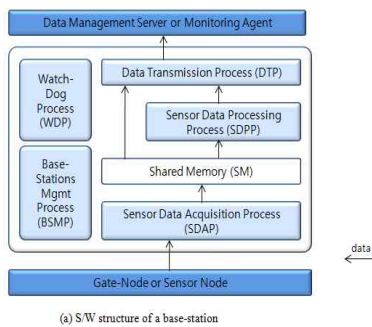 Data Management Server or Monitoring Agent
Watch-
Dog
Process
(WDP)
Data Transmission Process (DTP)
Sensor Data Processing
Process (SDPP)
Base-
Stations
Mgmt
Process
(BSMP)
Shared Memory (SM)
Sensor Data Acquisition Process
(SDAP)
data
Gate-Node or Sensor Node
(a) S/W structure of a base-station